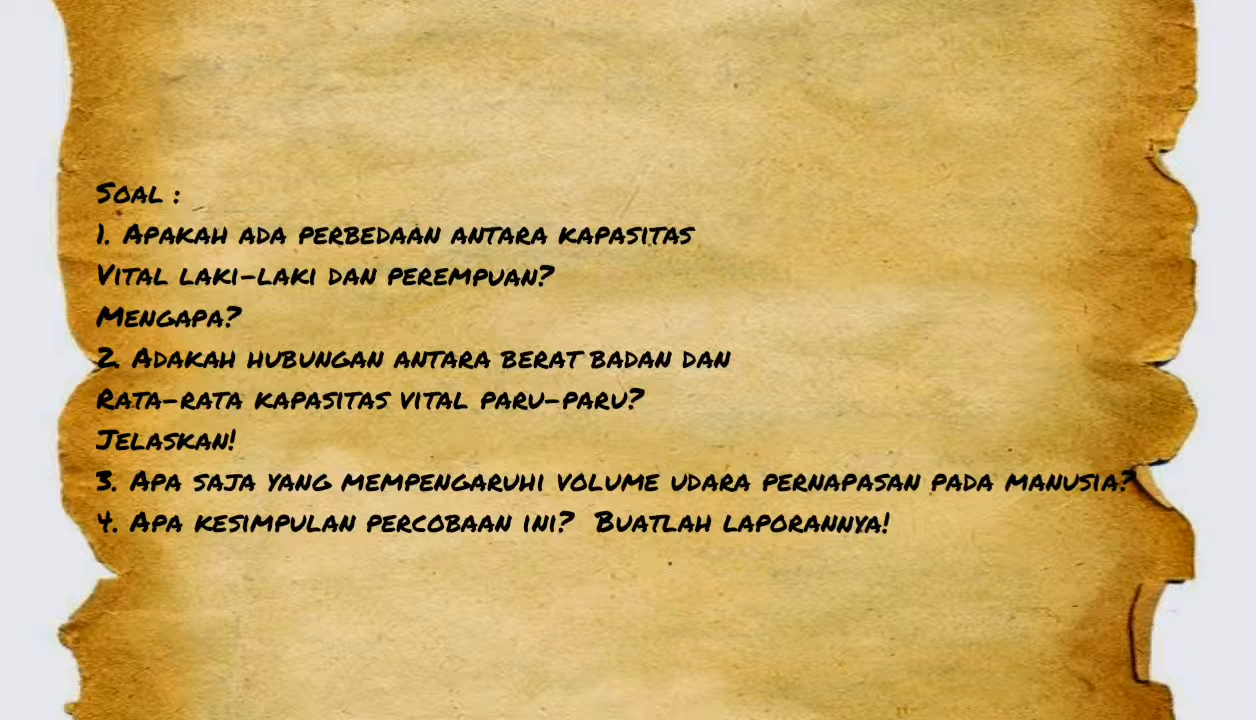 Soal :
1. Apakah ada perbedaan antara kapasitas
Vital laki-laki dan perempuan?
Mengapa?
2. Adakah hubungan antara berat badan dan
Rata-rata kapasitas vital paru-paru?
Jelaskan!
3. Apa saja yang mempengaruhi volume udara pernapasan pada manusia?
4. Apa kesimpulan percobaan ini? Buatlah laporannya!